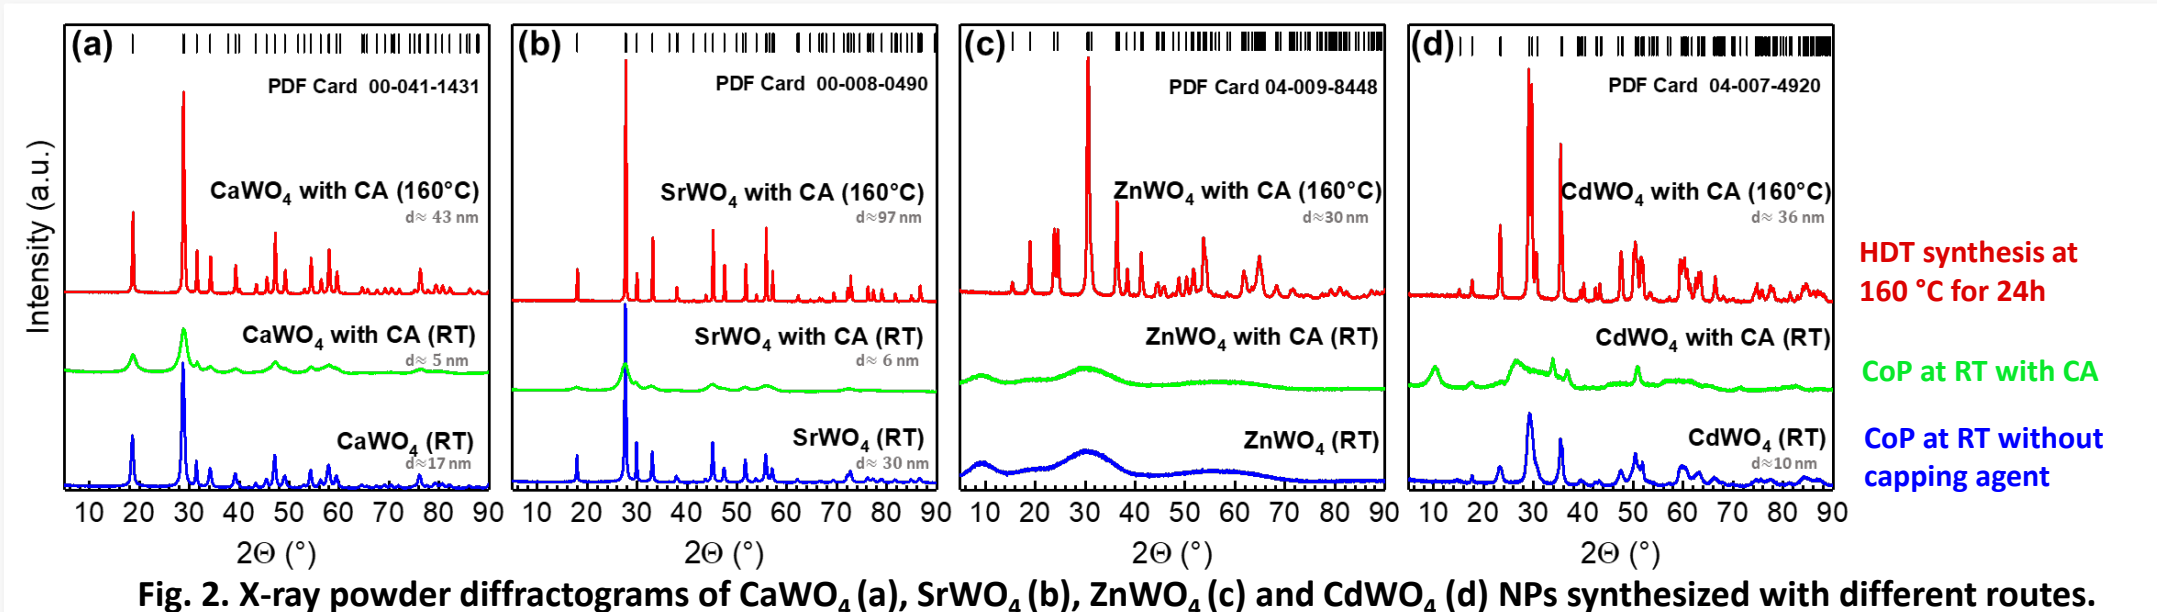 Intensity (a.u.)
(a)
PDF Card 00-041-1431
CaWO₄ with CA (160°C)
d≈ 43 nm
CaWO₄ with CA (RT)
d≈ 5 nm
CaWO₄ (RT)
d≈17 nm
10 20 30 40 50 60 70 80 90
2Θ (°)
(b)
PDF Card 00-008-0490
SrWO₄ with CA (160°C)
d≈97 nm
SrWO₄ with CA (RT)
d≈ 6 nm
SrWO₄ (RT)
d≈ 30 nm
10 20 30 40 50 60 70 80 90
2Θ (°)
(c)
PDF Card 04-009-8448
ZnWO₄ with CA (160°C)
d≈30 nm
ZnWO₄ with CA (RT)
ZnWO₄ (RT)
10 20 30 40 50 60 70 80 90
2Θ (°)
(d)
PDF Card 04-007-4920
CdWO₄ with CA (160°C)
d≈ 36 nm
CdWO₄ with CA (RT)
CdWO₄ (RT)
d≈10 nm
10 20 30 40 50 60 70 80 90
2Θ (°)
HDT synthesis at
160 °C for 24h
CoP at RT with CA
CoP at RT without
capping agent
Fig. 2. X-ray powder diffractograms of CaWO₄ (a), SrWO₄ (b), ZnWO₄ (c) and CdWO₄ (d) NPs synthesized with different routes.